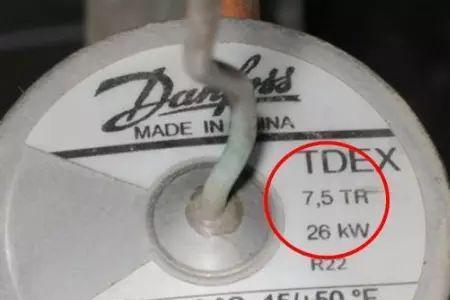 Danfoss
MADE IN CHINA
TDEX
7,5 TR
26 kW
R22